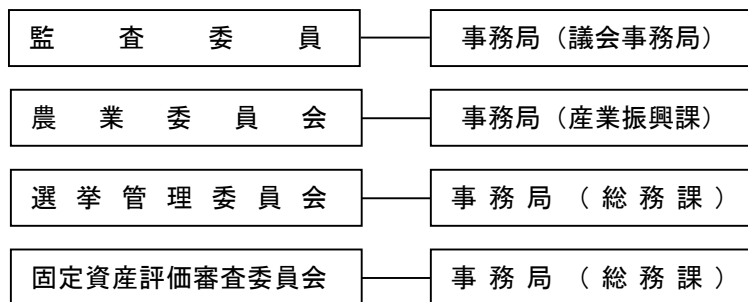 監査委員 事務局（議会事務局）
農業委員会 事務局（産業振興課）
選挙管理委員会 事務局（総務課）
固定資産評価審査委員会 事務局（総務課）